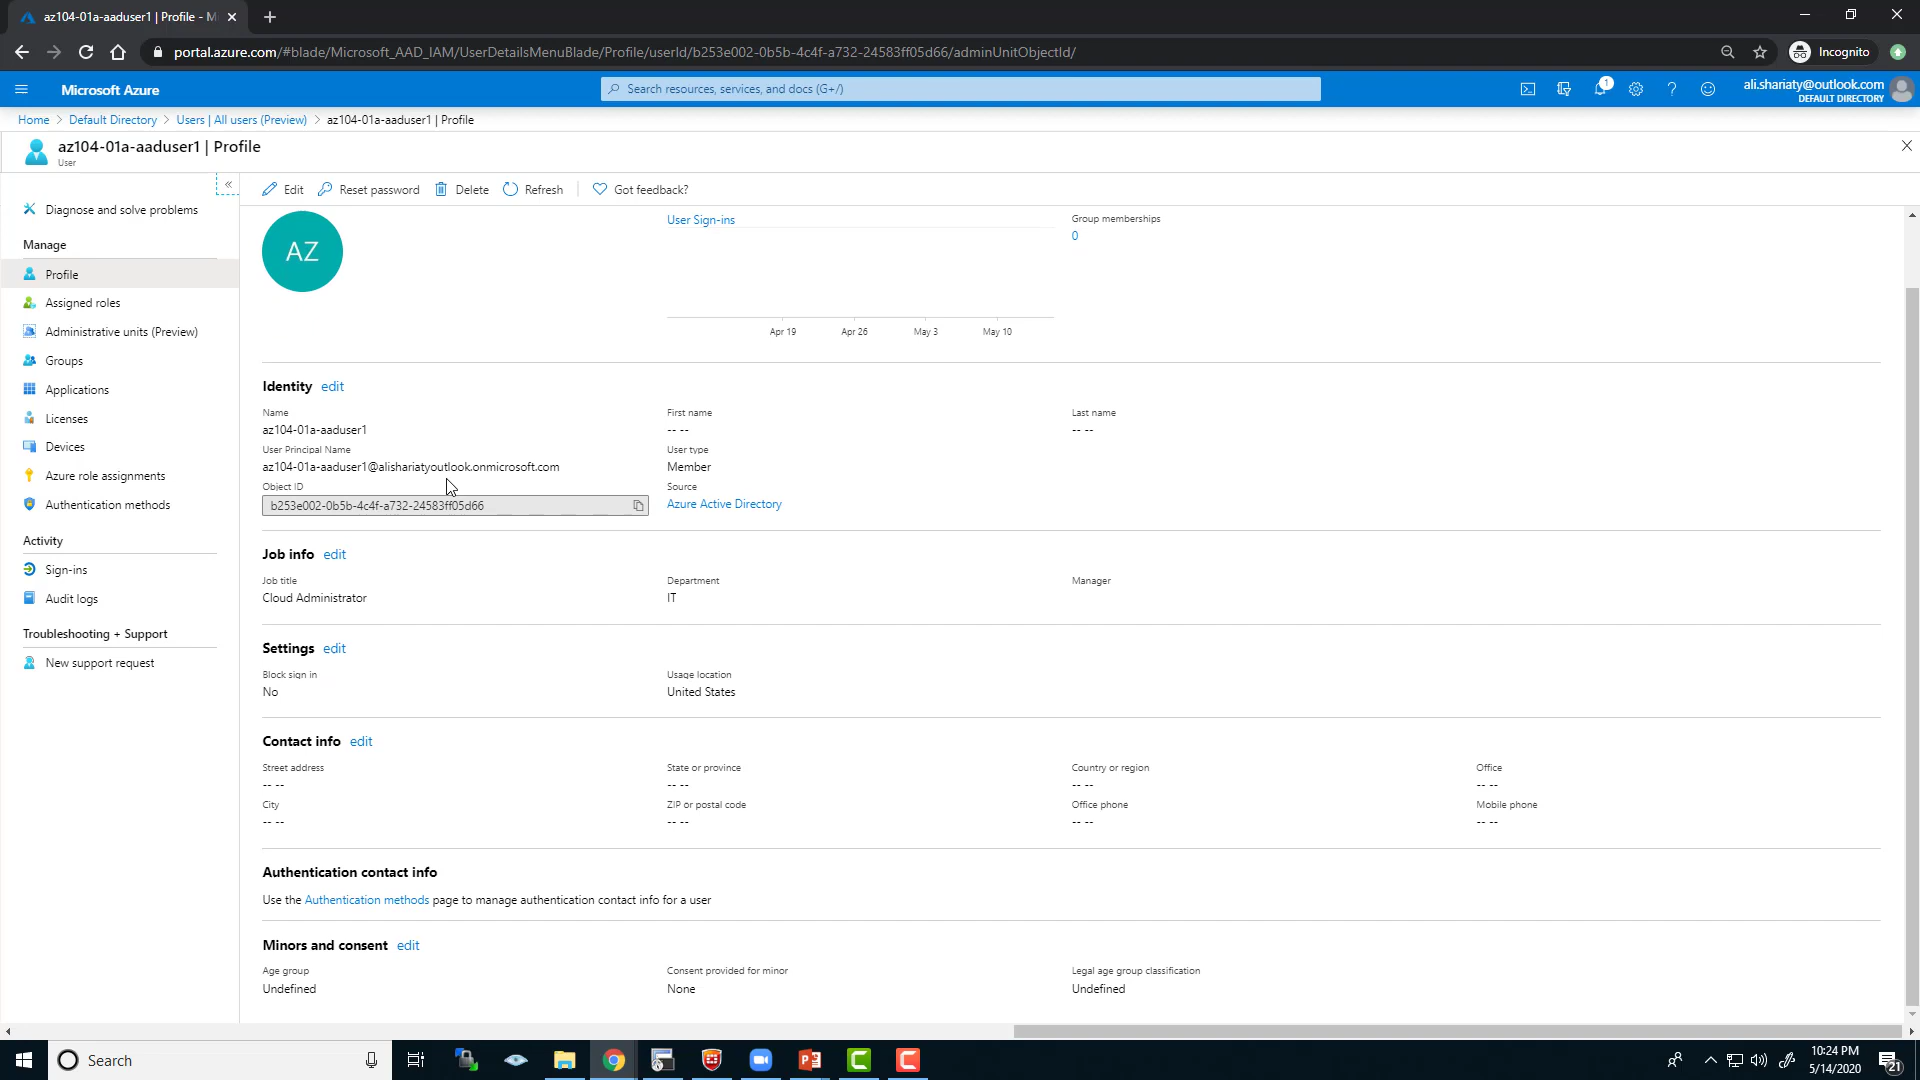 az104-01a-aaduser1 | Profile - Mi
portal.azure.com/#blade/Microsoft_AAD_IAM/UserDetailsMenuBlade/Profile/userId/b253e002-0b5b-4c4f-a732-24583ff05d66/adminUnitObjectId/
Incognito
Microsoft Azure
Search resources, services, and docs (G+/)
1
ali.shariaty@outlook.com
DEFAULT DIRECTORY
Home > Default Directory > Users | All users (Preview) > az104-01a-aaduser1 | Profile
az104-01a-aaduser1 | Profile
User
Diagnose and solve problems
Manage
Profile
Assigned roles
Administrative units (Preview)
Groups
Applications
Licenses
Devices
Azure role assignments
Authentication methods
Activity
Sign-ins
Audit logs
Troubleshooting + Support
New support request
Edit Reset password Delete Refresh Got feedback?
AZ
User Sign-ins
Apr 19 Apr 26 May 3 May 10
Group memberships
0
Identity edit
Name First name Last name
az104-01a-aaduser1 -- -- -- --
User Principal Name User type
az104-01a-aaduser1@alishariatyoutlook.onmicrosoft.com Member
Object ID Source
b253e002-0b5b-4c4f-a732-24583ff05d66 Azure Active Directory
Job info edit
Job title Department Manager
Cloud Administrator IT
Settings edit
Block sign in Usage location
No United States
Contact info edit
Street address State or province Country or region Office
-- -- -- -- -- -- -- --
City ZIP or postal code Office phone Mobile phone
-- -- -- -- -- -- -- --
Authentication contact info
Use the Authentication methods page to manage authentication contact info for a user
Minors and consent edit
Age group Consent provided for minor Legal age group classification
Undefined None Undefined
Search
10:24 PM
5/14/2020
21